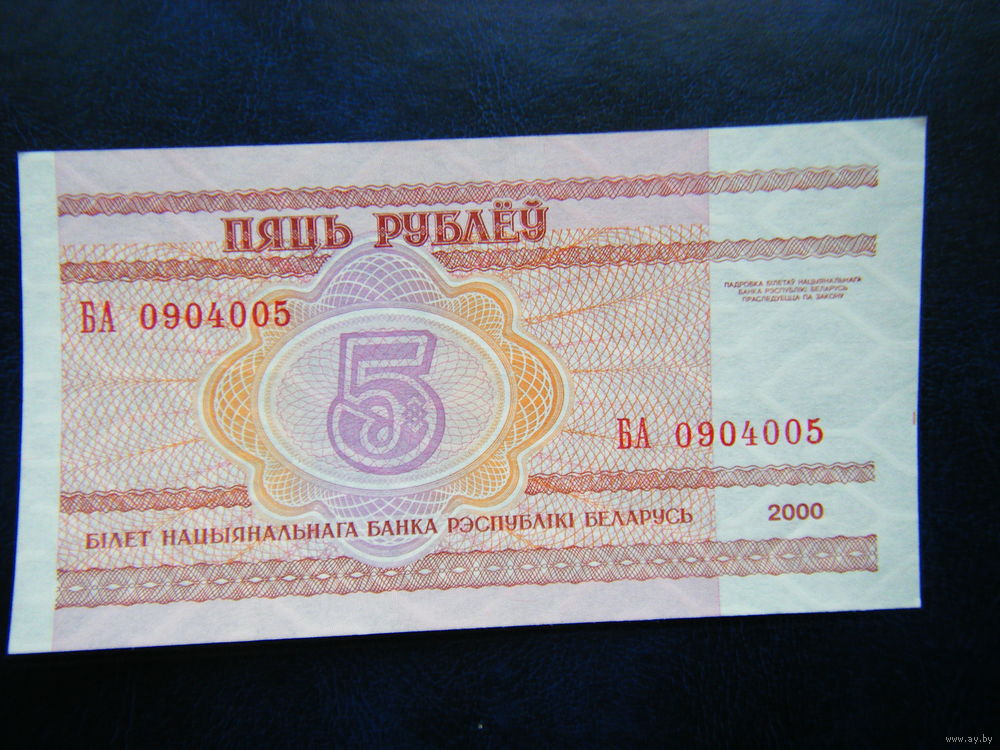 ПЯЦЬ РУБЛЁЎ
БА 0904005
5
ПАДРОБКА БІЛЕТАЎ НАЦЫЯНАЛЬНАГА
БАНКА РЭСПУБЛІКІ БЕЛАРУСЬ
ПРАСЛЕДУЕЦЦА ПА ЗАКОНУ
БА 0904005
2000
БІЛЕТ НАЦЫЯНАЛЬНАГА БАНКА РЭСПУБЛІКІ БЕЛАРУСЬ
www.ay.by